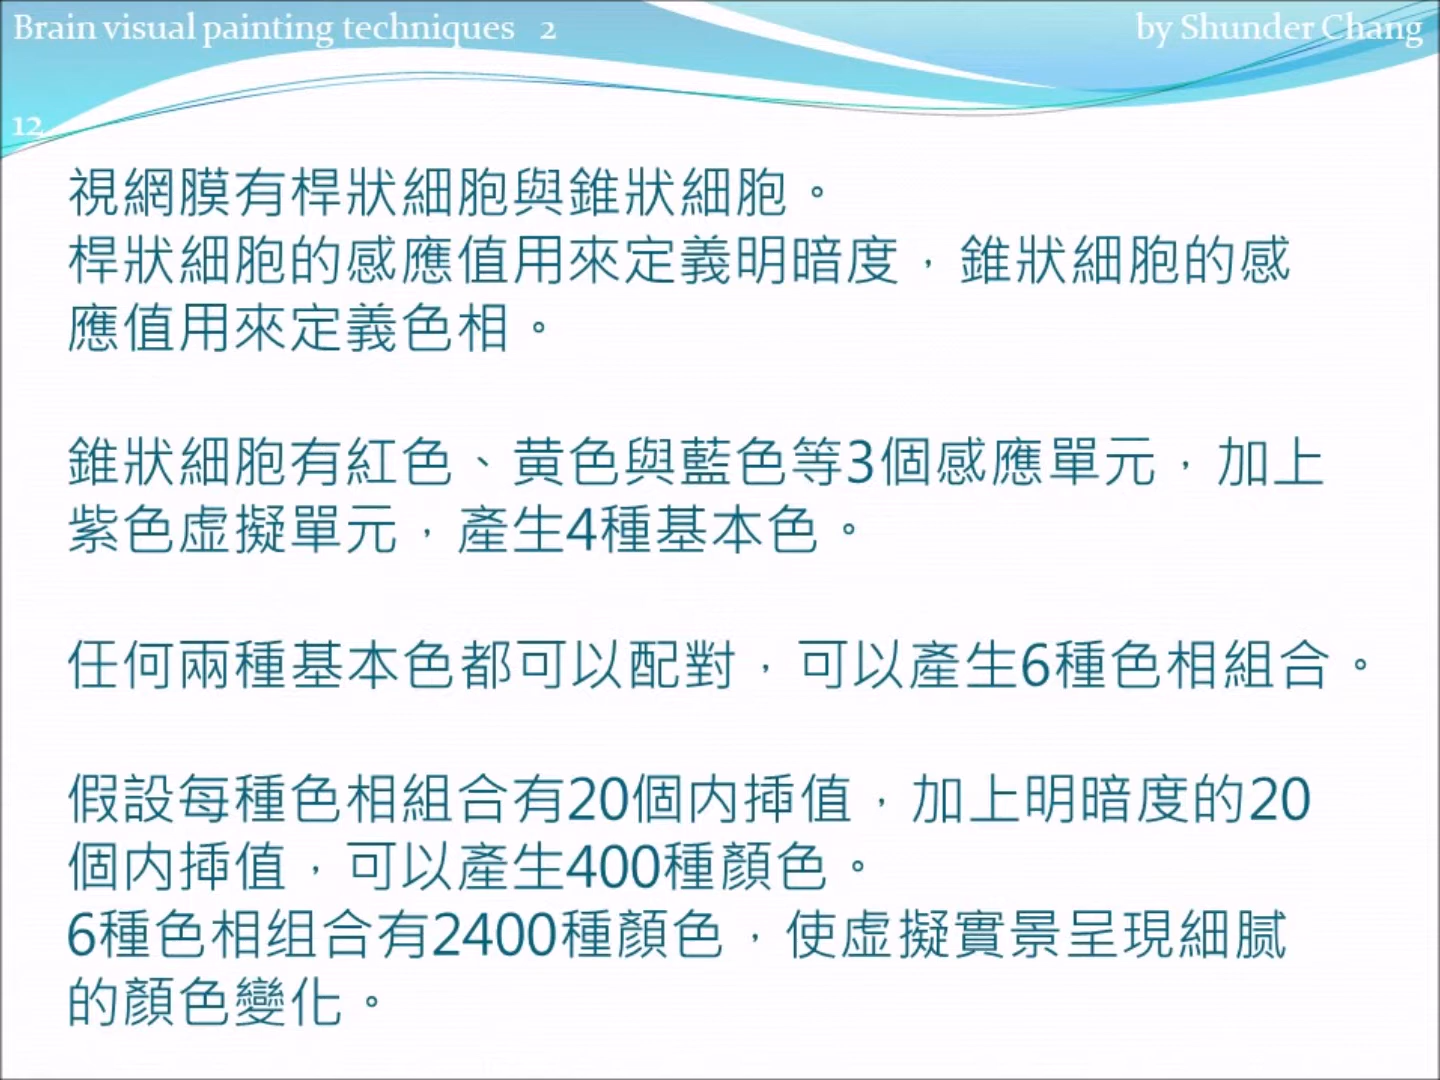 Brain visual painting techniques 2
by Shunder Chang
12
視網膜有桿狀細胞與錐狀細胞。
桿狀細胞的感應值用來定義明暗度，錐狀細胞的感
應值用來定義色相。
錐狀細胞有紅色、黄色與藍色等3個感應單元，加上
紫色虛擬單元，產生4種基本色。
任何兩種基本色都可以配對，可以產生6種色相組合。
假設每種色相組合有20個内揷值，加上明暗度的20
個内揷值，可以產生400種顏色。
6種色相组合有2400種顏色，使虛擬實景呈現細膩
的顏色變化。